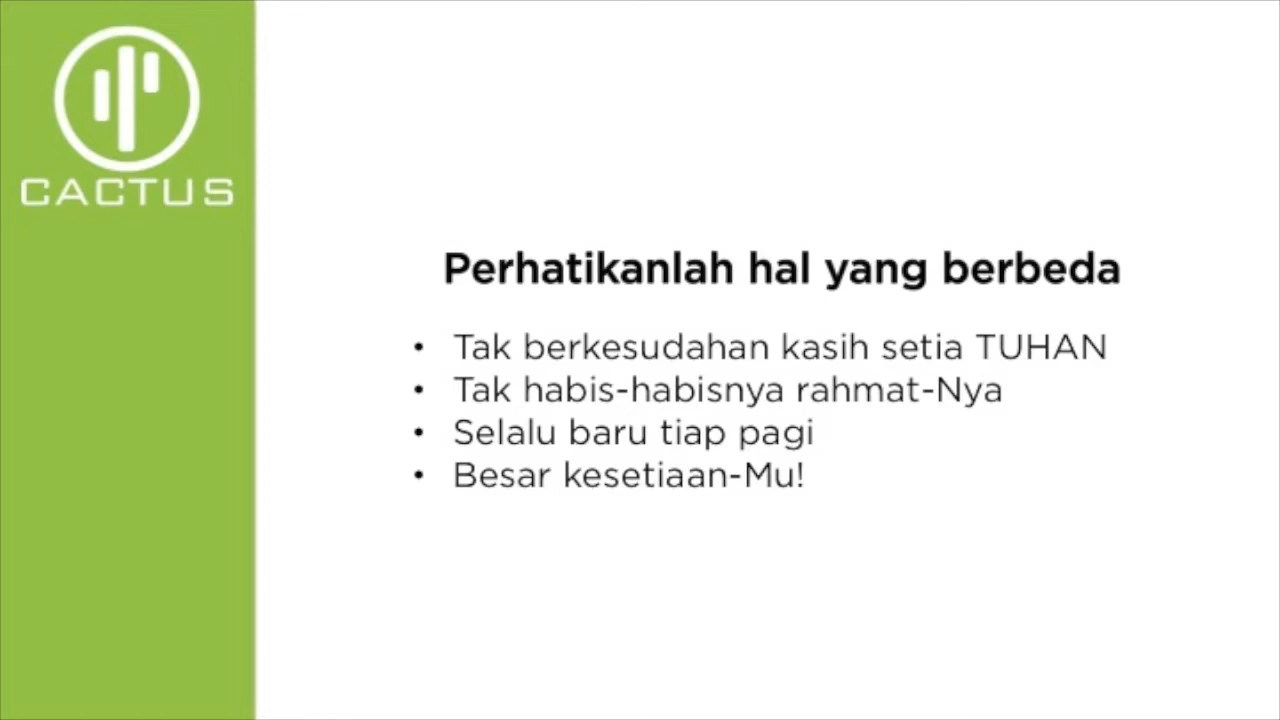 CACTUS
Perhatikanlah hal yang berbeda
• Tak berkesudahan kasih setia TUHAN
• Tak habis-habisnya rahmat-Nya
• Selalu baru tiap pagi
• Besar kesetiaan-Mu!